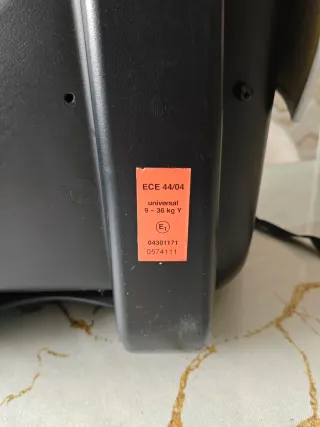 ECE 44/04
universal
9 – 36 kg Y
E1
04301171
0574111